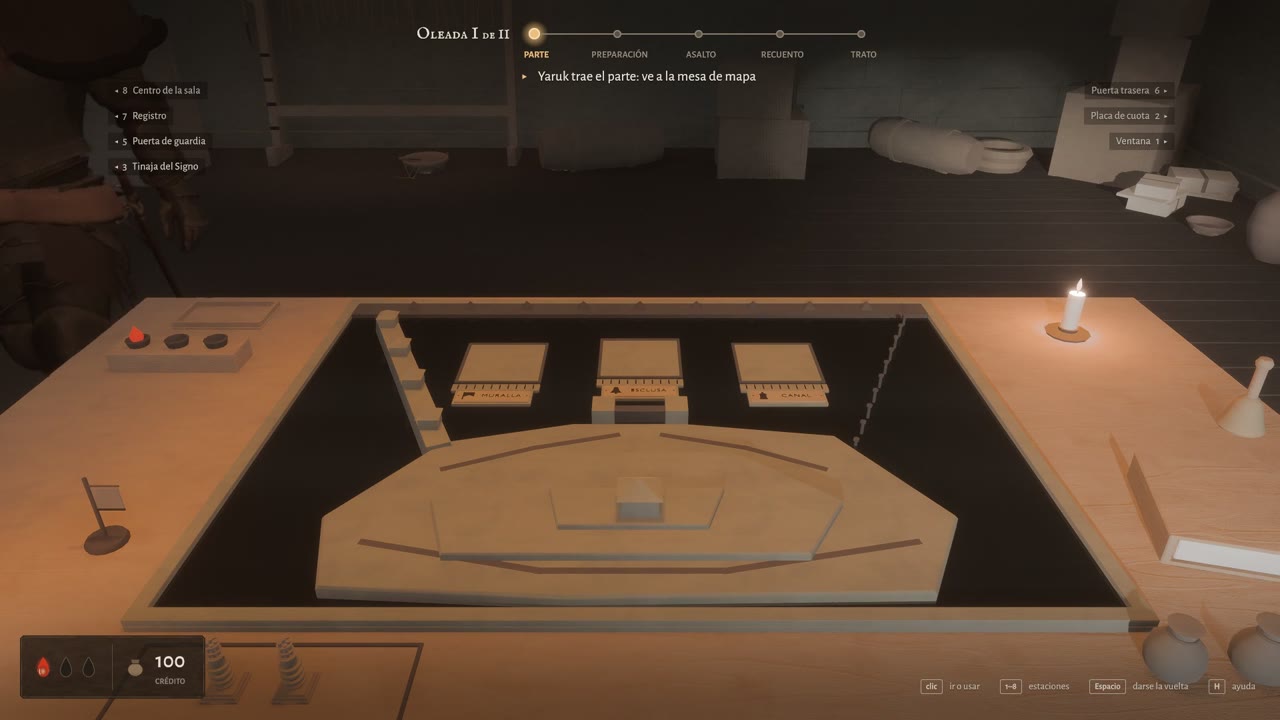 Oleada I de II
PARTE
PREPARACIÓN
ASALTO
RECUENTO
TRATO
Yaruk trae el parte: ve a la mesa de mapa
8 Centro de la sala
7 Registro
5 Puerta de guardia
3 Tinaja del Signo
Puerta trasera 6
Placa de cuota 2
Ventana 1
MURALLA
ESCLUSA
CANAL
100
CRÉDITO
clic ir o usar
1–8 estaciones
Espacio darse la vuelta
H ayuda